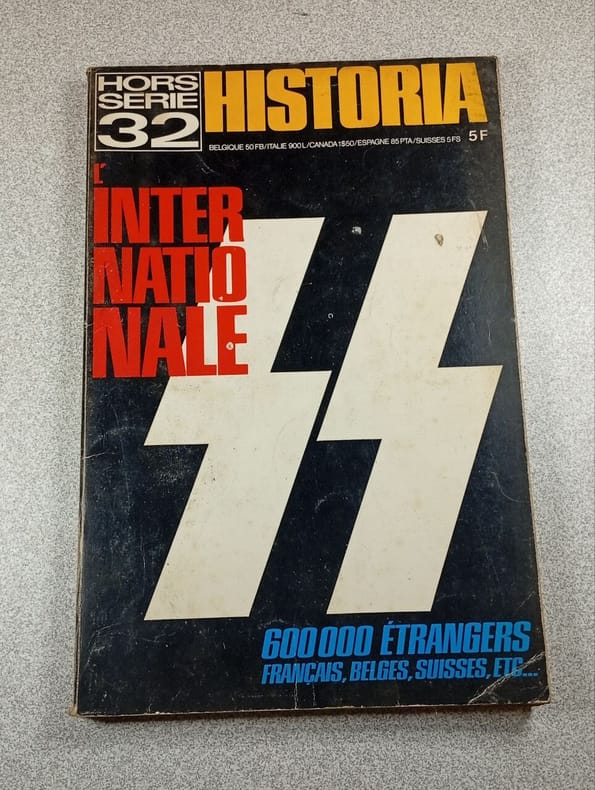 HORS
SERIE
32
HISTORIA
BELGIQUE 50 FB/ITALIE 900 L/CANADA 1$50/ESPAGNE 85 PTA/SUISSES 5 FS
5 F
L'
INTER
NATIO
NALE
SS
600 000 ÉTRANGERS
FRANÇAIS, BELGES, SUISSES, ETC...